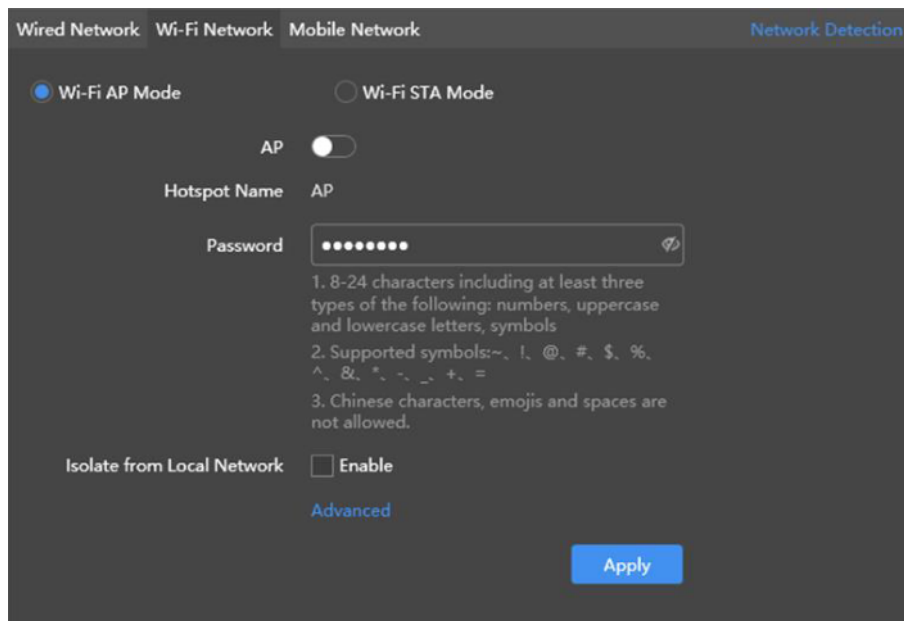 Wired Network Wi-Fi Network Mobile Network Network Detection
Wi-Fi AP Mode Wi-Fi STA Mode
AP
Hotspot Name AP
Password ●●●●●●●●
1. 8-24 characters including at least three
types of the following: numbers, uppercase
and lowercase letters, symbols
2. Supported symbols:~、!、@、#、$、%、
^、&、*、-、_、+、=
3. Chinese characters, emojis and spaces are
not allowed.
Isolate from Local Network Enable
Advanced
Apply